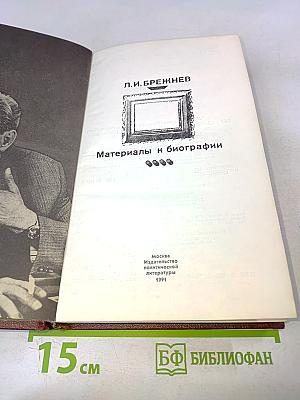 Л.И.БРЕЖНЕВ
Материалы к биографии
Москва
Издательство
политической
литературы
1991
15 см
БФ БИБЛИОФАН